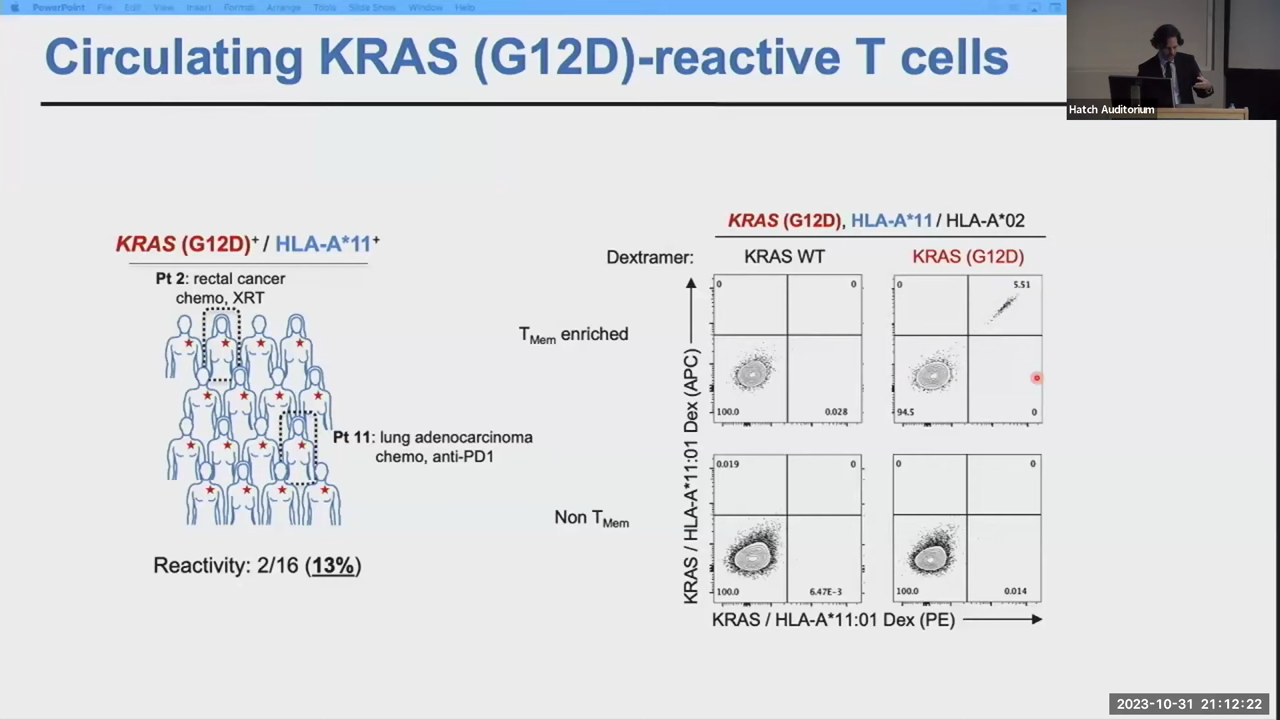 PowerPoint File Edit View Insert Format Arrange Tools Slide Show Window Help
Circulating KRAS (G12D)-reactive T cells
Hatch Auditorium
KRAS (G12D)+ / HLA-A*11+
Pt 2: rectal cancer
chemo, XRT
Pt 11: lung adenocarcinoma
chemo, anti-PD1
Reactivity: 2/16 (13%)
KRAS (G12D), HLA-A*11 / HLA-A*02
Dextramer: KRAS WT KRAS (G12D)
TMem enriched
0 0
100.0 0.028
0 5.51
94.5 0
Non TMem
0.019 0
100.0 6.47E-3
0 0
100.0 0.014
KRAS / HLA-A*11:01 Dex (APC)
KRAS / HLA-A*11:01 Dex (PE)
2023-10-31 21:12:22